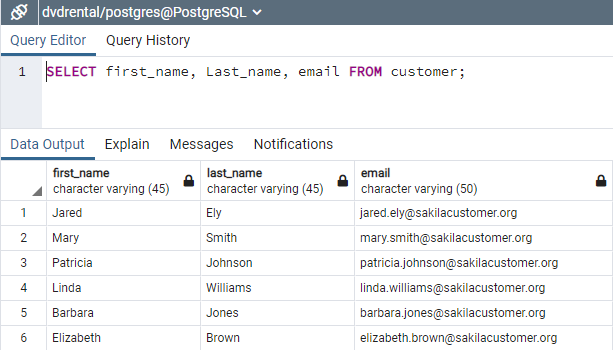 dvdrental/postgres@PostgreSQL
Query Editor Query History
1 SELECT first_name, Last_name, email FROM customer;
Data Output Explain Messages Notifications
first_name last_name email
character varying (45) character varying (45) character varying (50)
1 Jared Ely jared.ely@sakilacustomer.org
2 Mary Smith mary.smith@sakilacustomer.org
3 Patricia Johnson patricia.johnson@sakilacustomer.org
4 Linda Williams linda.williams@sakilacustomer.org
5 Barbara Jones barbara.jones@sakilacustomer.org
6 Elizabeth Brown elizabeth.brown@sakilacustomer.org